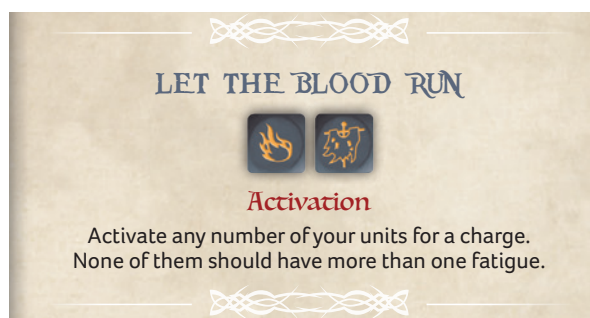 LET THE BLOOD RUN
Activation
Activate any number of your units for a charge.
None of them should have more than one fatigue.